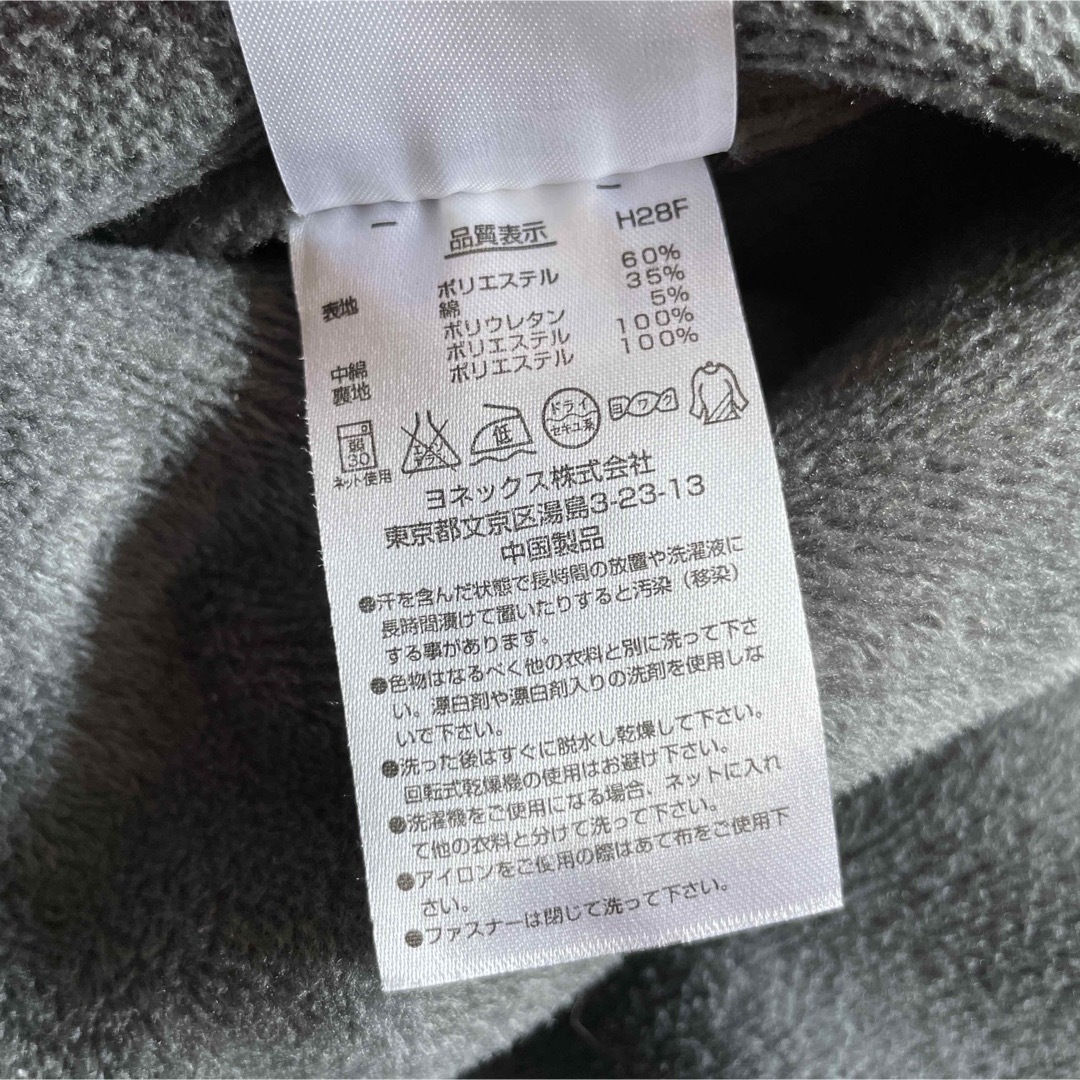 品質表示 H28F
表地 ポリエステル 60%
綿 35%
ポリウレタン 5%
中綿 ポリエステル 100%
裏地 ポリエステル 100%
弱
30
ネット使用
エンソ
サラシ
低
ドライ
セキユ系
ヨワク
ヨネックス株式会社
東京都文京区湯島3-23-13
中国製品
●汗を含んだ状態で長時間の放置や洗濯液に
長時間漬けて置いたりすると汚染（移染）
する事があります。
●色物はなるべく他の衣料と別に洗って下さ
い。漂白剤や漂白剤入りの洗剤を使用しな
いで下さい。
●洗った後はすぐに脱水し乾燥して下さい。
回転式乾燥機の使用はお避け下さい。
●洗濯機をご使用になる場合、ネットに入れ
て他の衣料と分けて洗って下さい。
●アイロンをご使用の際はあて布をご使用下
さい。
●ファスナーは閉じて洗って下さい。